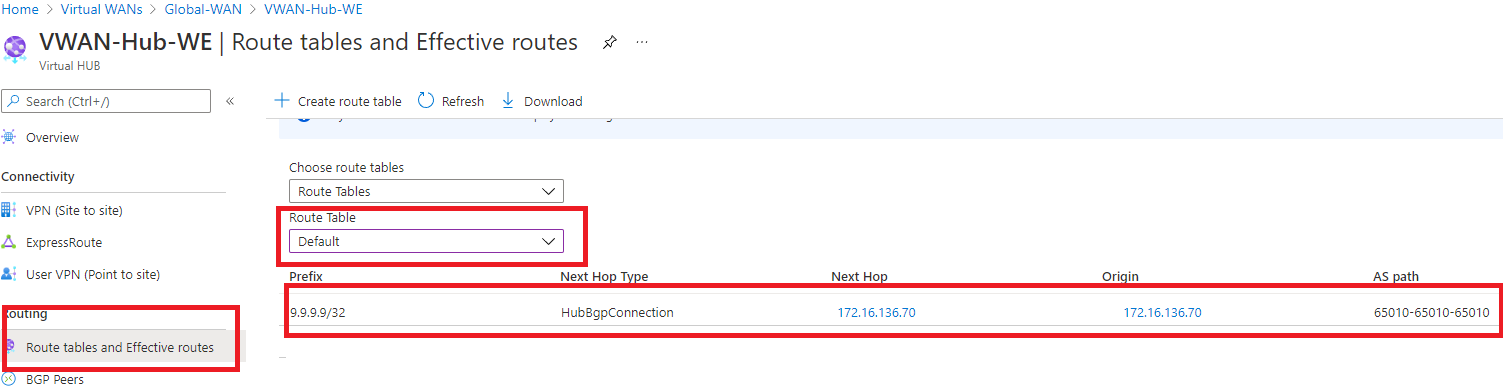 Home > Virtual WANs > Global-WAN > VWAN-Hub-WE
VWAN-Hub-WE | Route tables and Effective routes ...
Virtual HUB
Search (Ctrl+/) «
+ Create route table Refresh Download
Overview
Connectivity
VPN (Site to site)
ExpressRoute
User VPN (Point to site)
Routing
Route tables and Effective routes
BGP Peers
Choose route tables
Route Tables
Route Table
Default
Prefix Next Hop Type Next Hop Origin AS path
9.9.9.9/32 HubBgpConnection 172.16.136.70 172.16.136.70 65010-65010-65010